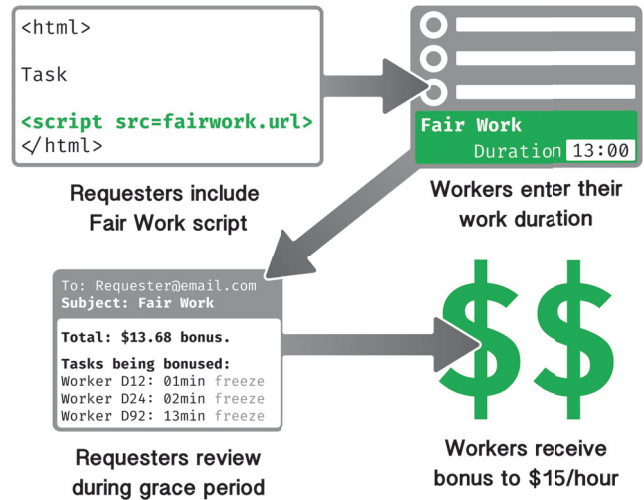 <html>
Task
<script src=fairwork.url>
</html>
Requesters include
Fair Work script
Fair Work
Duration 13:00
Workers enter their
work duration
To: Requester@email.com
Subject: Fair Work
Total: $13.68 bonus.
Tasks being bonused:
Worker D12: 01min freeze
Worker D24: 02min freeze
Worker D92: 13min freeze
Requesters review
during grace period
$$
Workers receive
bonus to $15/hour